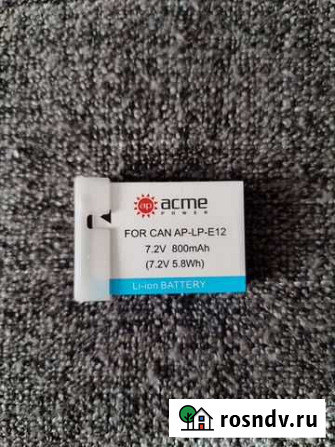 ap acme
POWER
FOR CAN AP-LP-E12
7.2V 800mAh
(7.2V 5.8Wh)
Li-ion BATTERY
rosndv.ru